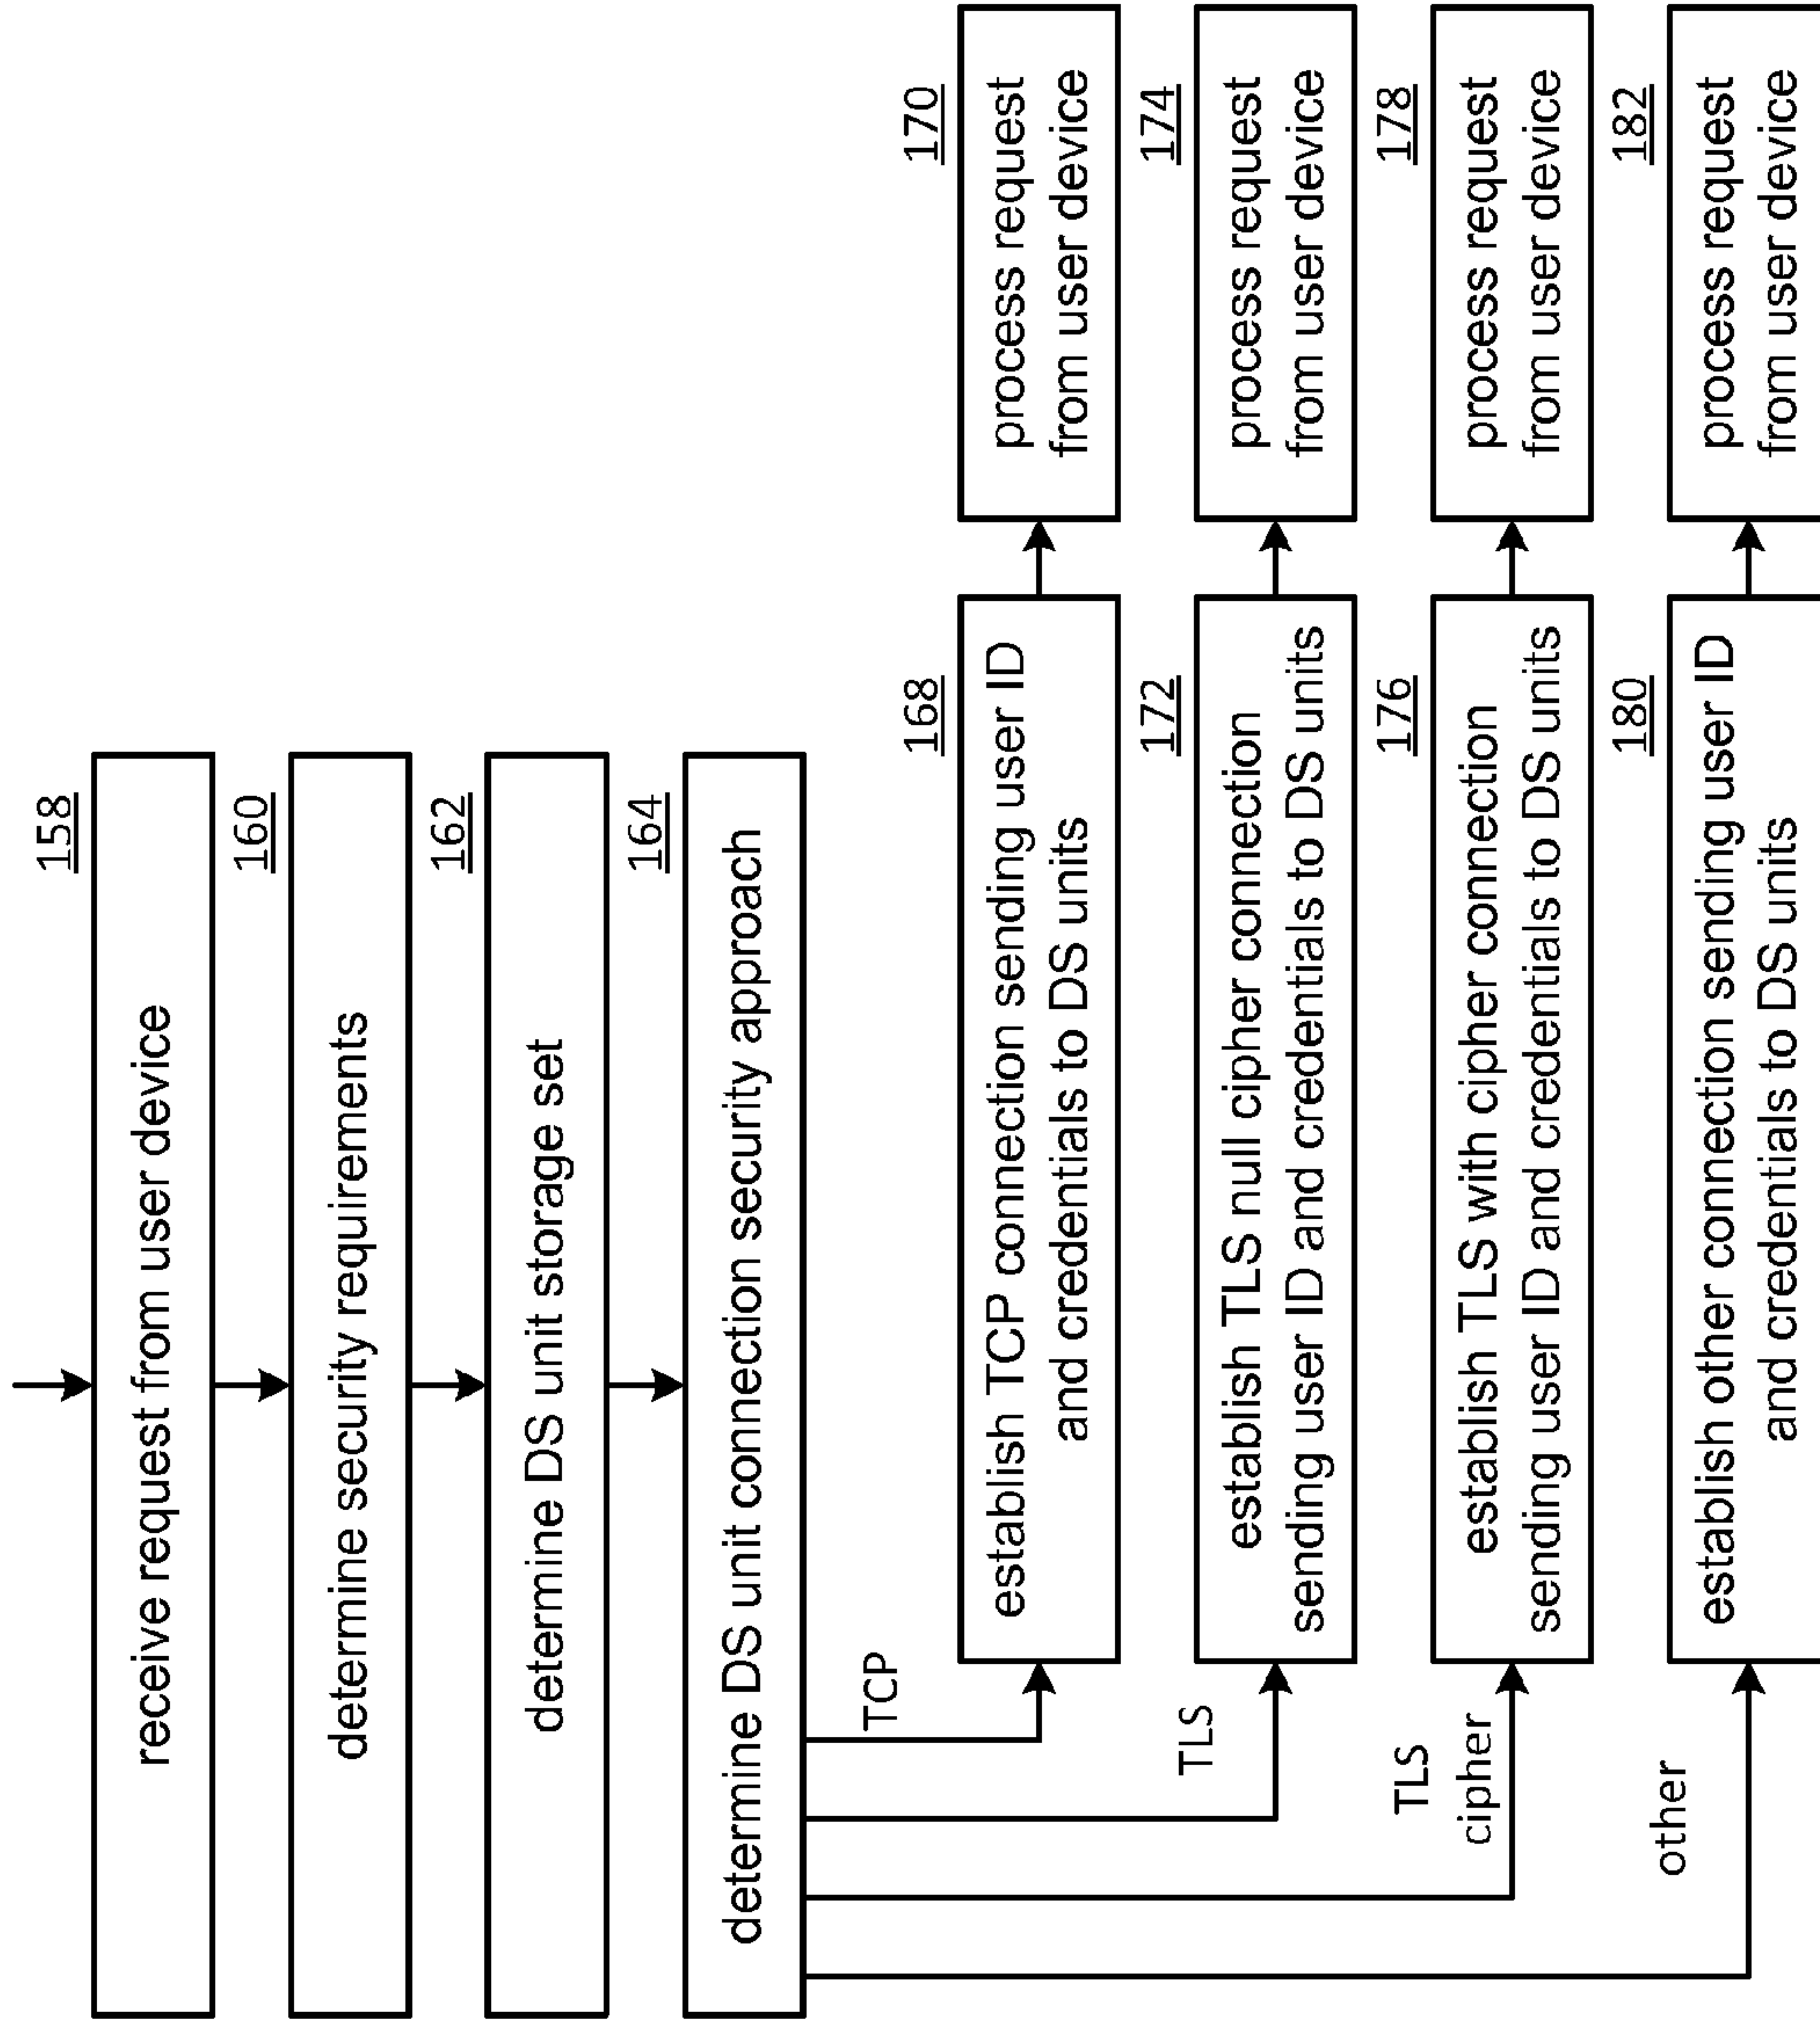 158
receive request from user device
160
determine security requirements
162
determine DS unit storage set
164
determine DS unit connection security approach
TCP
168
establish TCP connection sending user ID
and credentials to DS units
170
process request
from user device
TLS
172
establish TLS null cipher connection
sending user ID and credentials to DS units
174
process request
from user device
TLS
cipher
176
establish TLS with cipher connection
sending user ID and credentials to DS units
178
process request
from user device
other
180
establish other connection sending user ID
and credentials to DS units
182
process request
from user device